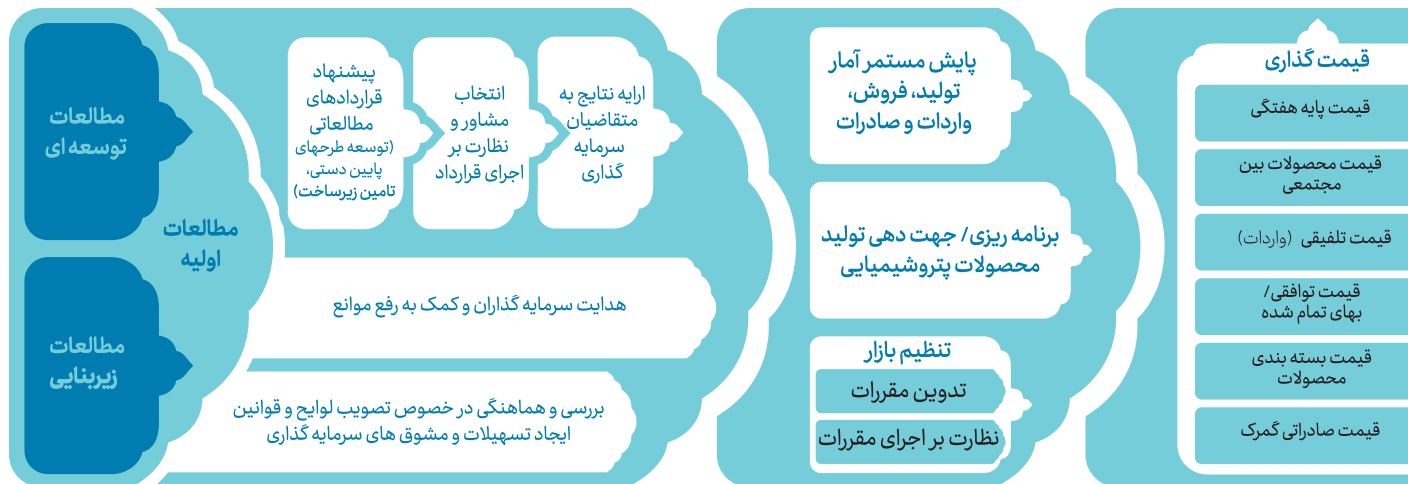 مطالعات
توسعه ای
مطالعات
زیربنایی
مطالعات
اولیه
پیشنهاد
قراردادهای
مطالعاتی
(توسعه طرحهای
پایین دستی،
تامین زیرساخت)
انتخاب
مشاور و
نظارت بر
اجرای قرارداد
ارایه نتایج به
متقاضیان
سرمایه
گذاری
هدایت سرمایه گذاران و کمک به رفع موانع
بررسی و هماهنگی در خصوص تصویب لوایح و قوانین
ایجاد تسهیلات و مشوق های سرمایه گذاری
پایش مستمر آمار
تولید، فروش،
واردات و صادرات
برنامه ریزی/ جهت دهی تولید
محصولات پتروشیمیایی
تنظیم بازار
تدوین مقررات
نظارت بر اجرای مقررات
قیمت گذاری
قیمت پایه هفتگی
قیمت محصولات بین
مجتمعی
قیمت تلفیقی (واردات)
قیمت توافقی/
بهای تمام شده
قیمت بسته بندی
محصولات
قیمت صادراتی گمرک